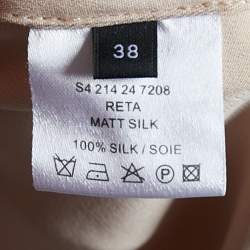 38
S4 214 24 7208
RETA
MATT SILK
100% SILK / SOIE
P